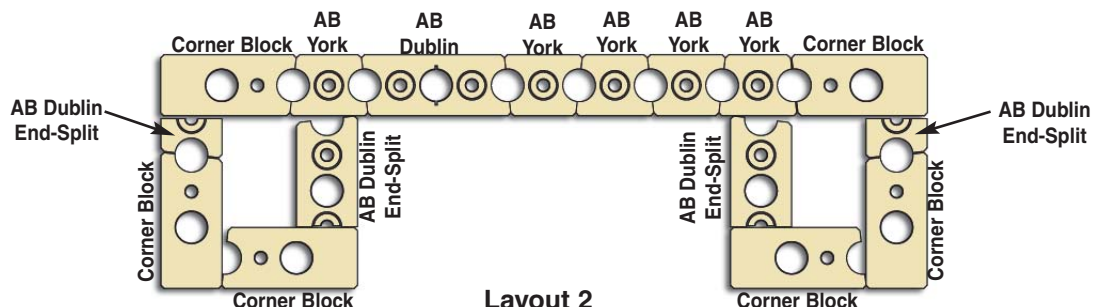 Corner Block
AB
York
AB
Dublin
AB
York
AB
York
AB
York
AB
York
Corner Block
AB Dublin
End-Split
AB Dublin
End-Split
Corner Block
AB Dublin
End-Split
AB Dublin
End-Split
Corner Block
Corner Block
Layout 2
Corner Block